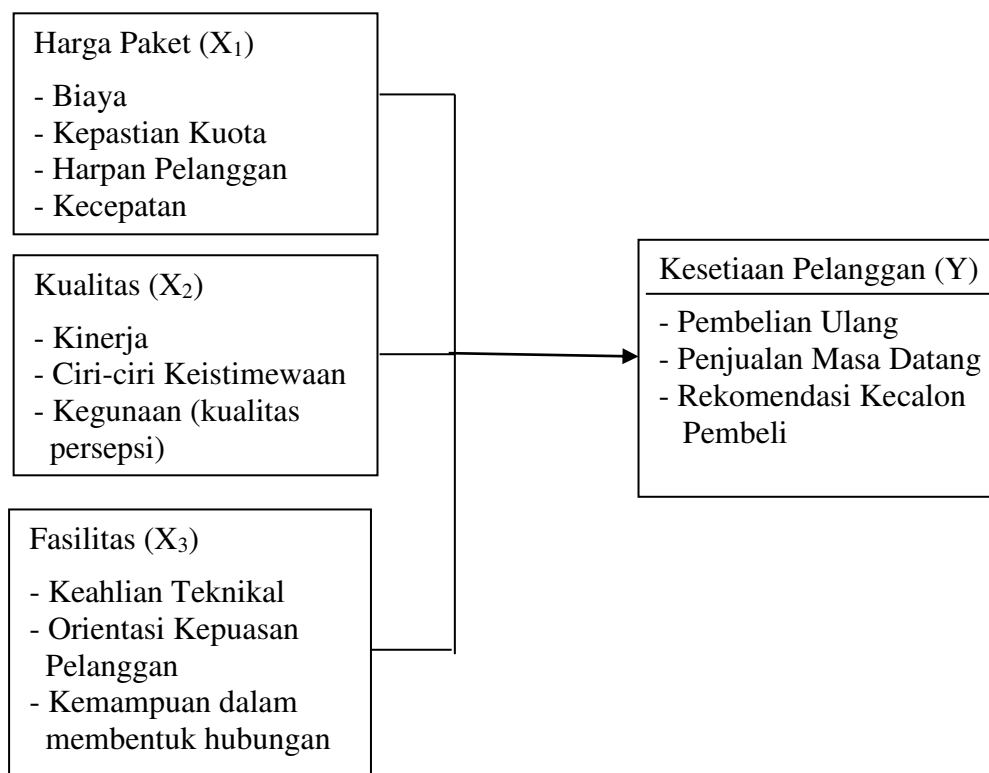 Harga Paket (X₁)
- Biaya
- Kepastian Kuota
- Harpan Pelanggan
- Kecepatan
Kualitas (X₂)
- Kinerja
- Ciri-ciri Keistimewaan
- Kegunaan (kualitas
persepsi)
Fasilitas (X₃)
- Keahlian Teknikal
- Orientasi Kepuasan
Pelanggan
- Kemampuan dalam
membentuk hubungan
Kesetiaan Pelanggan (Y)
- Pembelian Ulang
- Penjualan Masa Datang
- Rekomendasi Kecalon
Pembeli